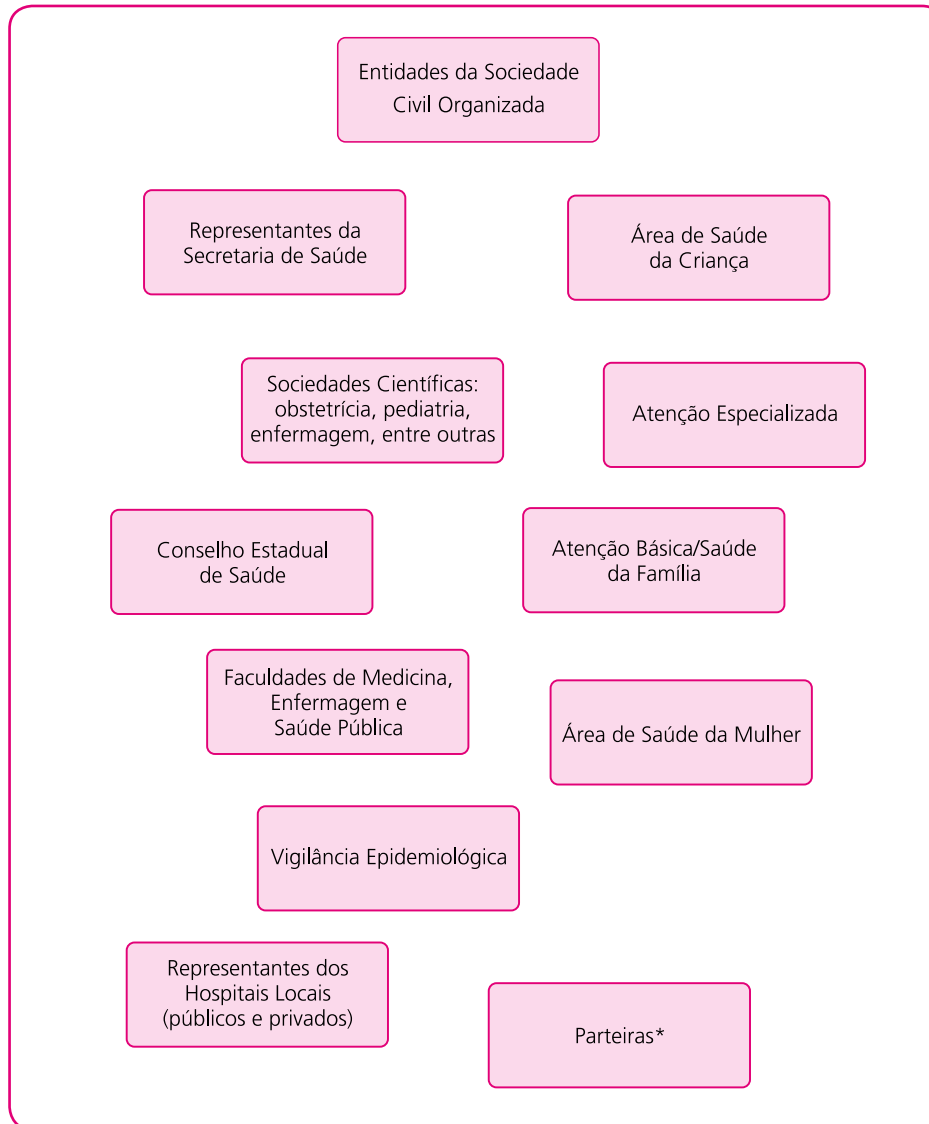 Entidades da Sociedade
Civil Organizada
Representantes da
Secretaria de Saúde
Área de Saúde
da Criança
Sociedades Científicas:
obstetrícia, pediatria,
enfermagem, entre outras
Atenção Especializada
Conselho Estadual
de Saúde
Atenção Básica/Saúde
da Família
Faculdades de Medicina,
Enfermagem e
Saúde Pública
Área de Saúde da Mulher
Vigilância Epidemiológica
Representantes dos
Hospitais Locais
(públicos e privados)
Parteiras*